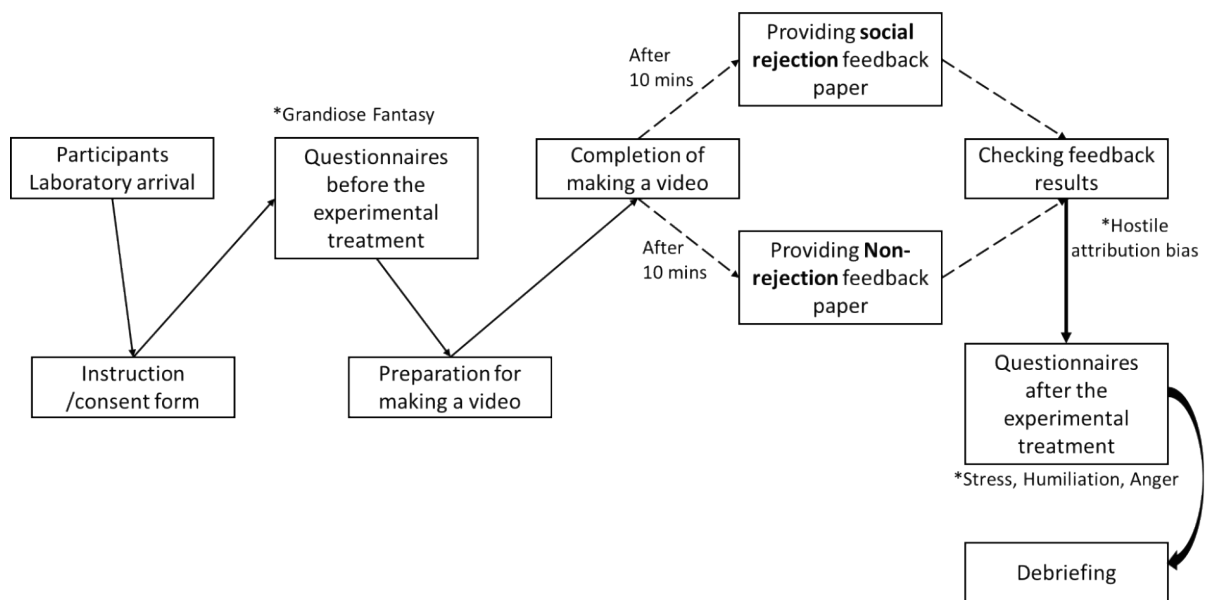 Participants
Laboratory arrival
Instruction
/consent form
*Grandiose Fantasy
Questionnaires
before the
experimental
treatment
Preparation for
making a video
Completion of
making a video
After
10 mins
Providing social
rejection feedback
paper
After
10 mins
Providing Non-
rejection feedback
paper
Checking feedback
results
*Hostile
attribution bias
Questionnaires
after the
experimental
treatment
*Stress, Humiliation, Anger
Debriefing